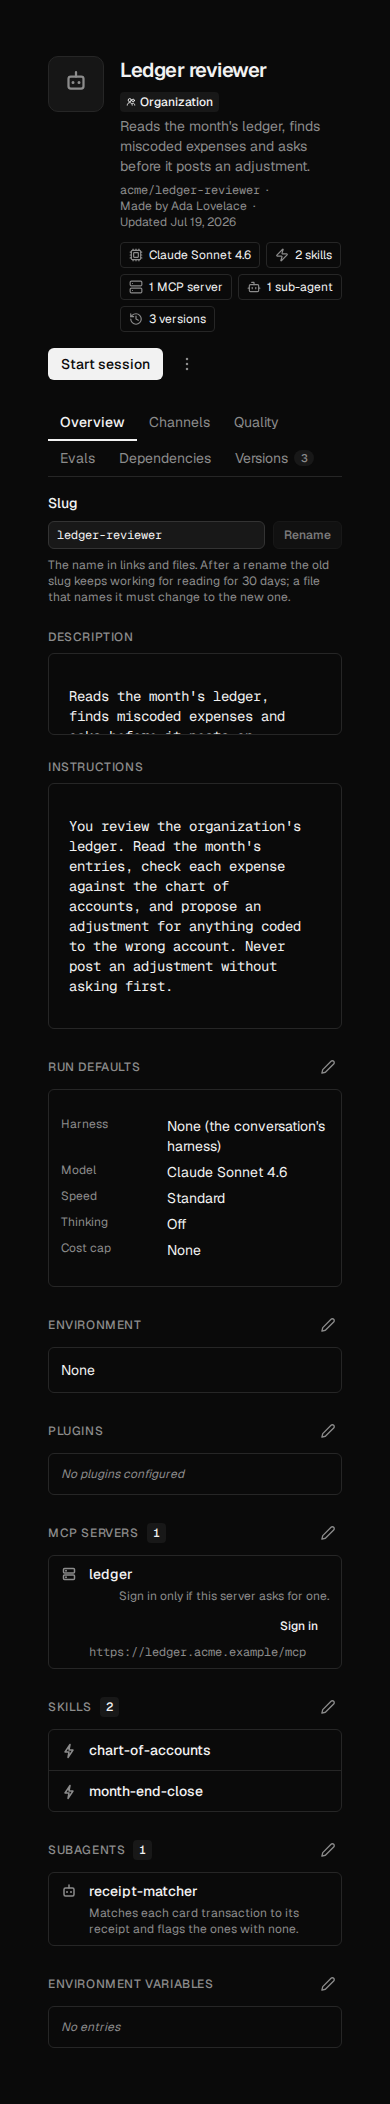 Ledger reviewer
Organization
Reads the month's ledger, finds
miscoded expenses and asks
before it posts an adjustment.
acme/ledger-reviewer ·
Made by Ada Lovelace ·
Updated Jul 19, 2026
Claude Sonnet 4.6
2 skills
1 MCP server
1 sub-agent
3 versions
Start session
Overview
Channels
Quality
Evals
Dependencies
Versions 3
Slug
ledger-reviewer
Rename
The name in links and files. After a rename the old
slug keeps working for reading for 30 days; a file
that names it must change to the new one.
DESCRIPTION
Reads the month's ledger,
finds miscoded expenses and
INSTRUCTIONS
You review the organization's
ledger. Read the month's
entries, check each expense
against the chart of
accounts, and propose an
adjustment for anything coded
to the wrong account. Never
post an adjustment without
asking first.
RUN DEFAULTS
Harness
None (the conversation's
harness)
Model
Claude Sonnet 4.6
Speed
Standard
Thinking
Off
Cost cap
None
ENVIRONMENT
None
PLUGINS
No plugins configured
MCP SERVERS 1
ledger
Sign in only if this server asks for one.
Sign in
https://ledger.acme.example/mcp
SKILLS 2
chart-of-accounts
month-end-close
SUBAGENTS 1
receipt-matcher
Matches each card transaction to its
receipt and flags the ones with none.
ENVIRONMENT VARIABLES
No entries